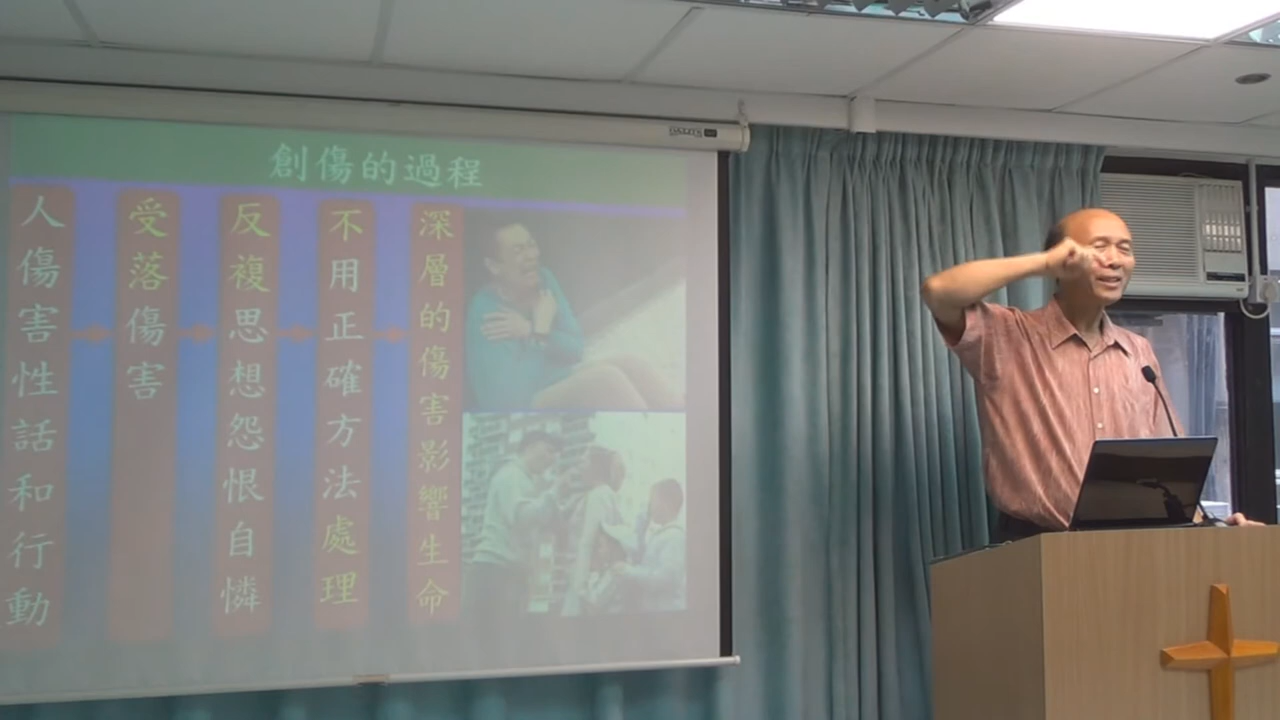 創傷的過程
人傷害性話和行動
受落傷害
反複思想怨恨自憐
不用正確方法處理
深層的傷害影響生命